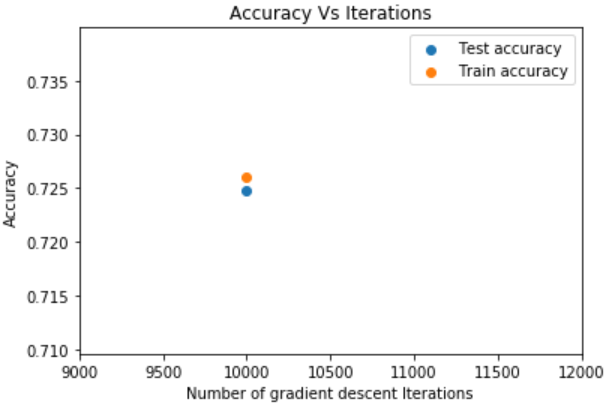 Accuracy Vs Iterations
Test accuracy
Train accuracy
0.735
0.730
0.725
0.720
0.715
0.710
Accuracy
9000 9500 10000 10500 11000 11500 12000
Number of gradient descent Iterations